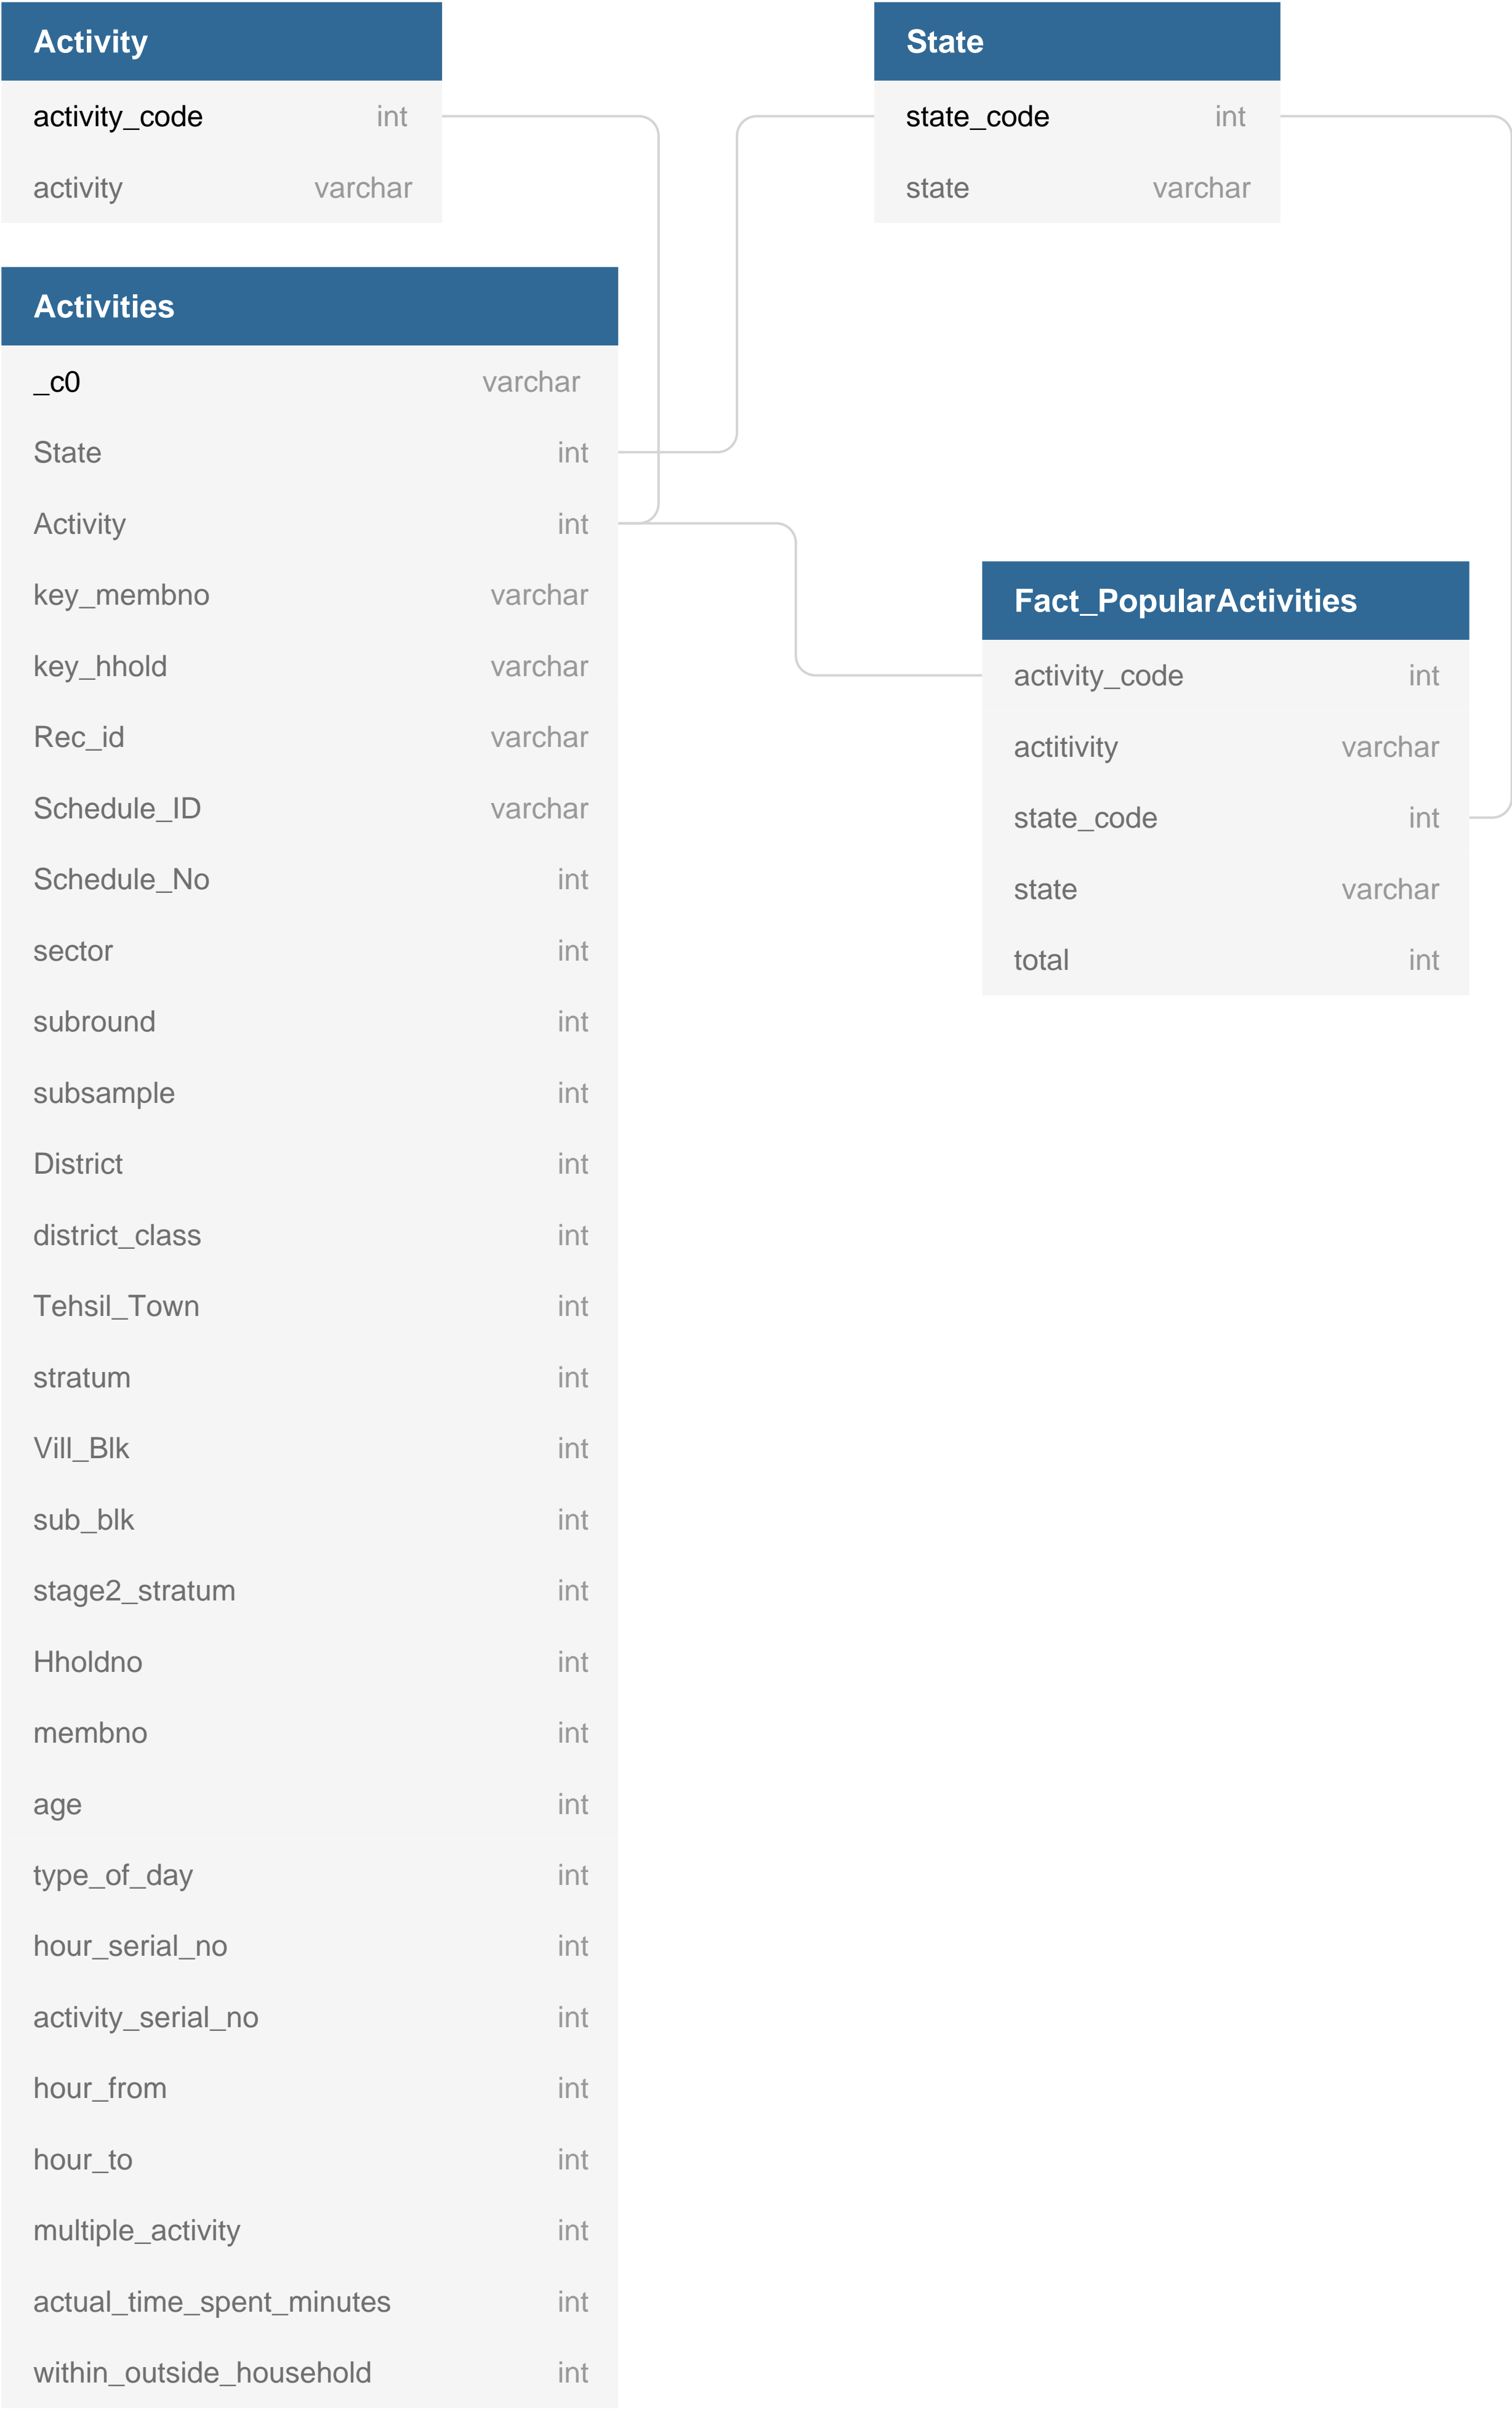 Activity
activity_code int
activity varchar
State
state_code int
state varchar
Activities
_c0 varchar
State int
Activity int
key_membno varchar
key_hhold varchar
Rec_id varchar
Schedule_ID varchar
Schedule_No int
sector int
subround int
subsample int
District int
district_class int
Tehsil_Town int
stratum int
Vill_Blk int
sub_blk int
stage2_stratum int
Hholdno int
membno int
age int
type_of_day int
hour_serial_no int
activity_serial_no int
hour_from int
hour_to int
multiple_activity int
actual_time_spent_minutes int
within_outside_household int
Fact_PopularActivities
activity_code int
actitivity varchar
state_code int
state varchar
total int